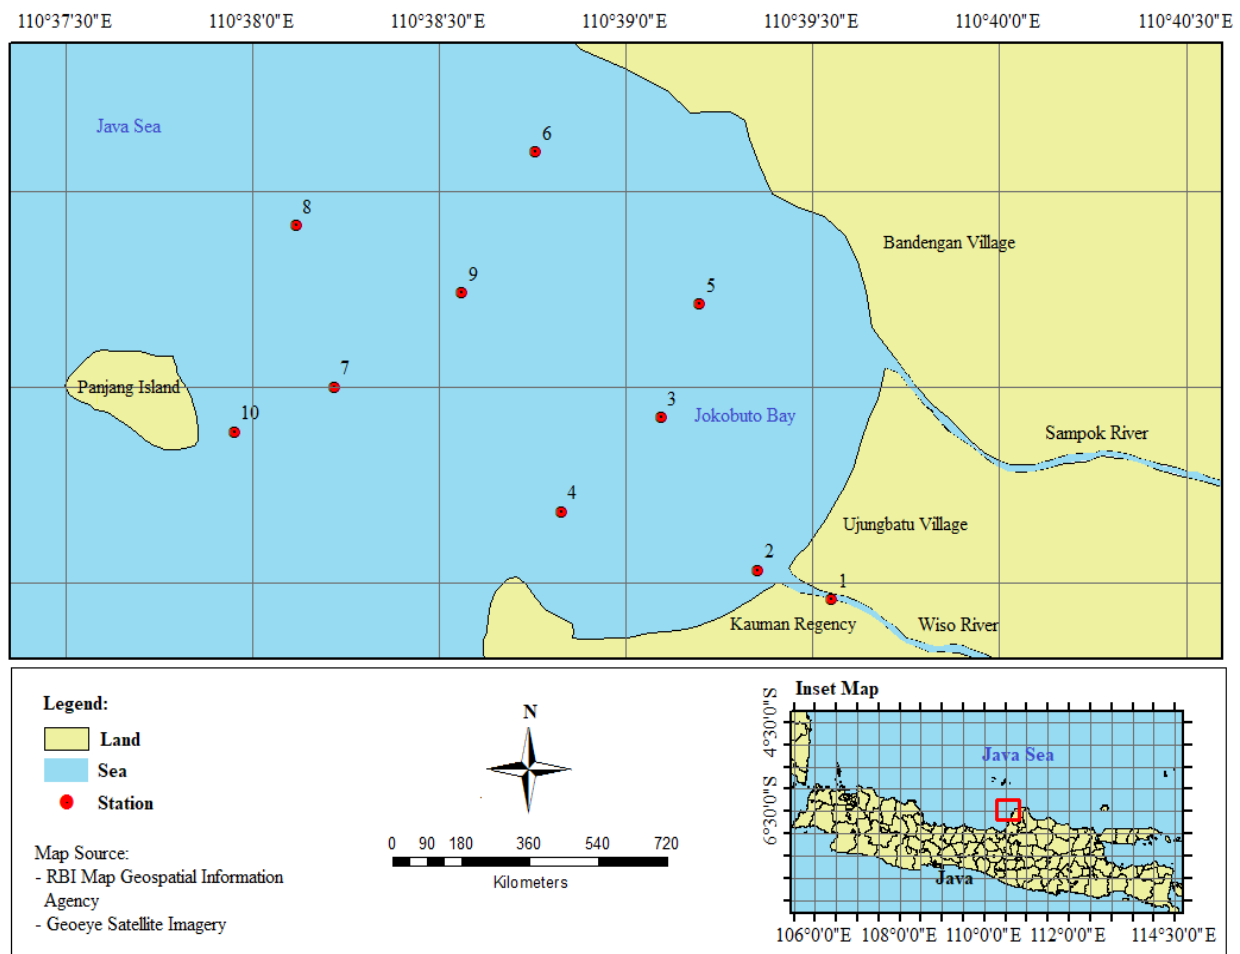 110°37'30"E 110°38'0"E 110°38'30"E 110°39'0"E 110°39'30"E 110°40'0"E 110°40'30"E
Java Sea
6
8
Bandengan Village
9
5
7
Panjang Island
3
Jokobuto Bay
10
Sampok River
4
Ujungbatu Village
2
1
Kauman Regency
Wiso River
Legend:
Land
Sea
Station
Map Source:
- RBI Map Geospatial Information
Agency
- Geoeye Satellite Imagery
N
0 90 180 360 540 720
Kilometers
Inset Map
4°30'0"S
6°30'0"S
Java Sea
Java
106°0'0"E 108°0'0"E 110°0'0"E 112°0'0"E 114°30'0"E